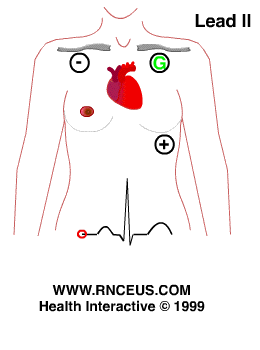 Lead II
-
G
+
WWW.RNCEUS.COM
Health Interactive © 1999